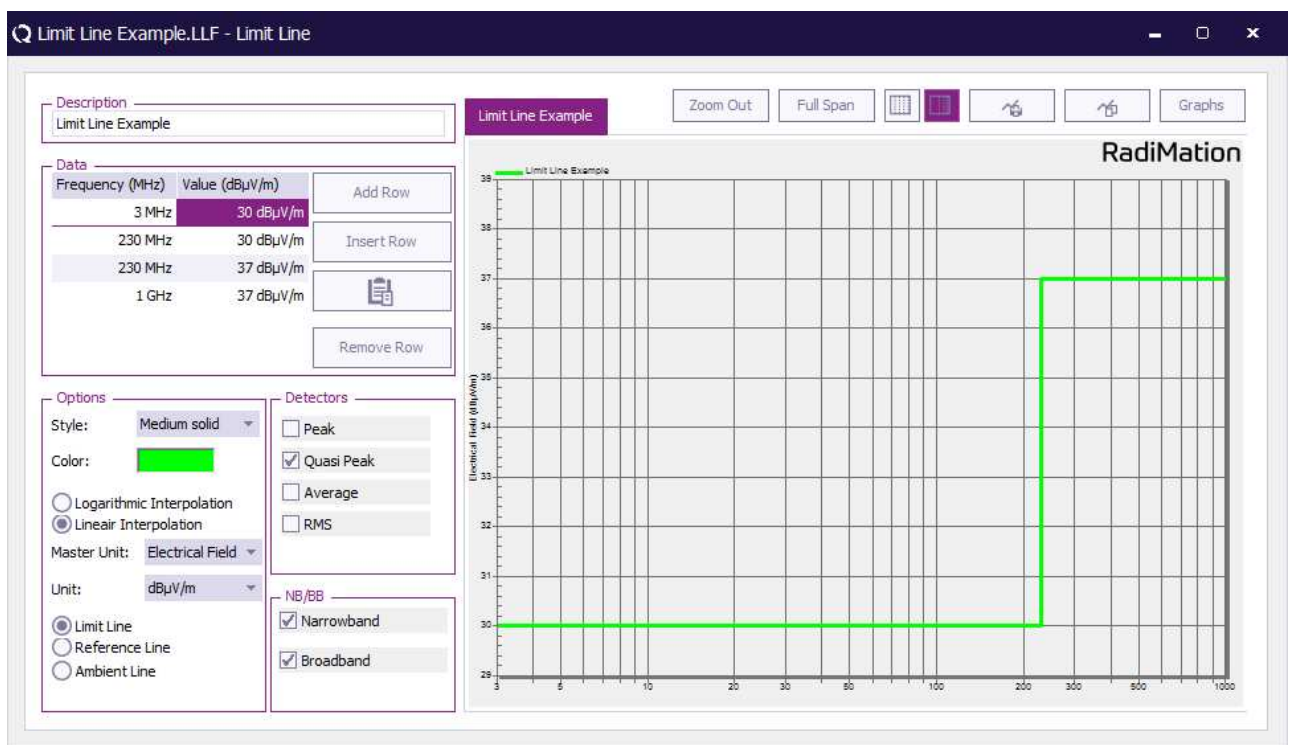 Limit Line Example.LLF - Limit Line
Description
Limit Line Example
Data
Frequency (MHz) Value (dBµV/m)
3 MHz 30 dBµV/m
230 MHz 30 dBµV/m
230 MHz 37 dBµV/m
1 GHz 37 dBµV/m
Add Row
Insert Row
Remove Row
Options
Style: Medium solid
Color:
Logarithmic Interpolation
Lineair Interpolation
Master Unit: Electrical Field
Unit: dBµV/m
Limit Line
Reference Line
Ambient Line
Detectors
Peak
Quasi Peak
Average
RMS
NB/BB
Narrowband
Broadband
Limit Line Example
Zoom Out Full Span Graphs
RadiMation
Limit Line Example
Electrical Field (dBµV/m)
39
38
37
36
35
34
33
32
31
30
29
3 5 10 20 30 50 100 200 300 500 1000